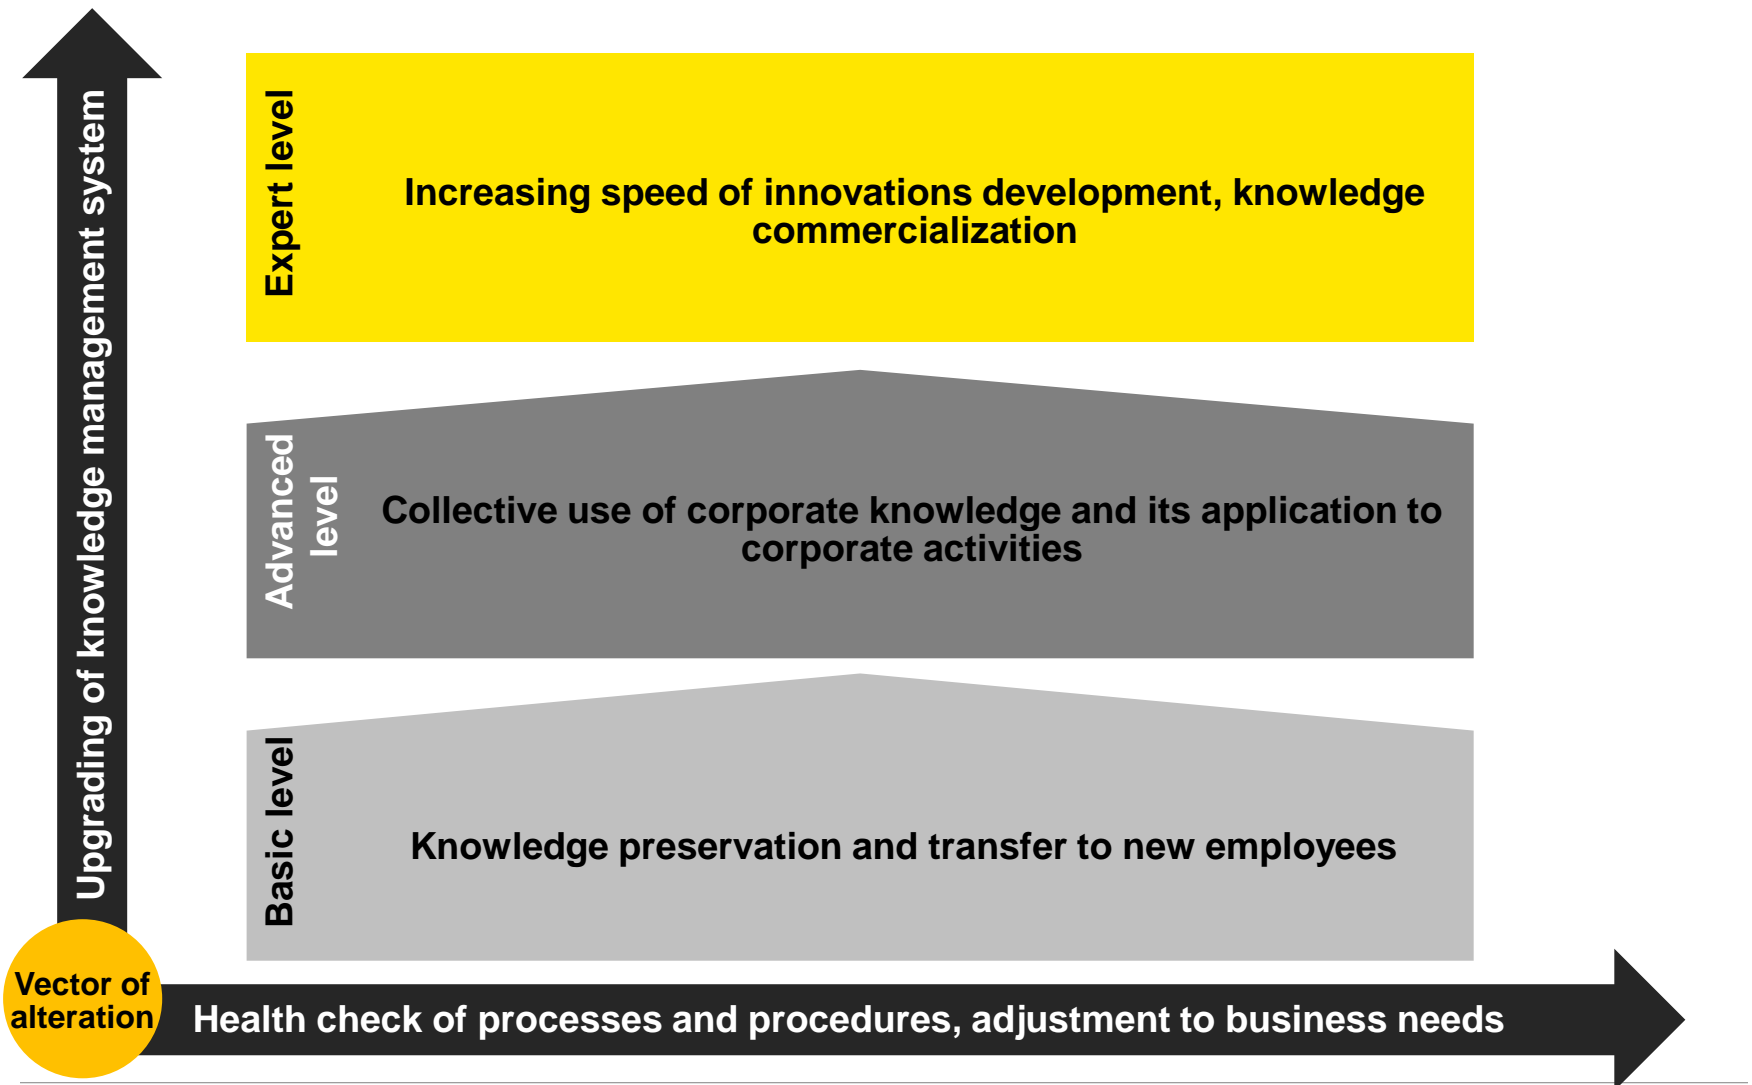 Upgrading of knowledge management system
Expert level
Increasing speed of innovations development, knowledge
commercialization
Advanced
level
Collective use of corporate knowledge and its application to
corporate activities
Basic level
Knowledge preservation and transfer to new employees
Vector of
alteration
Health check of processes and procedures, adjustment to business needs